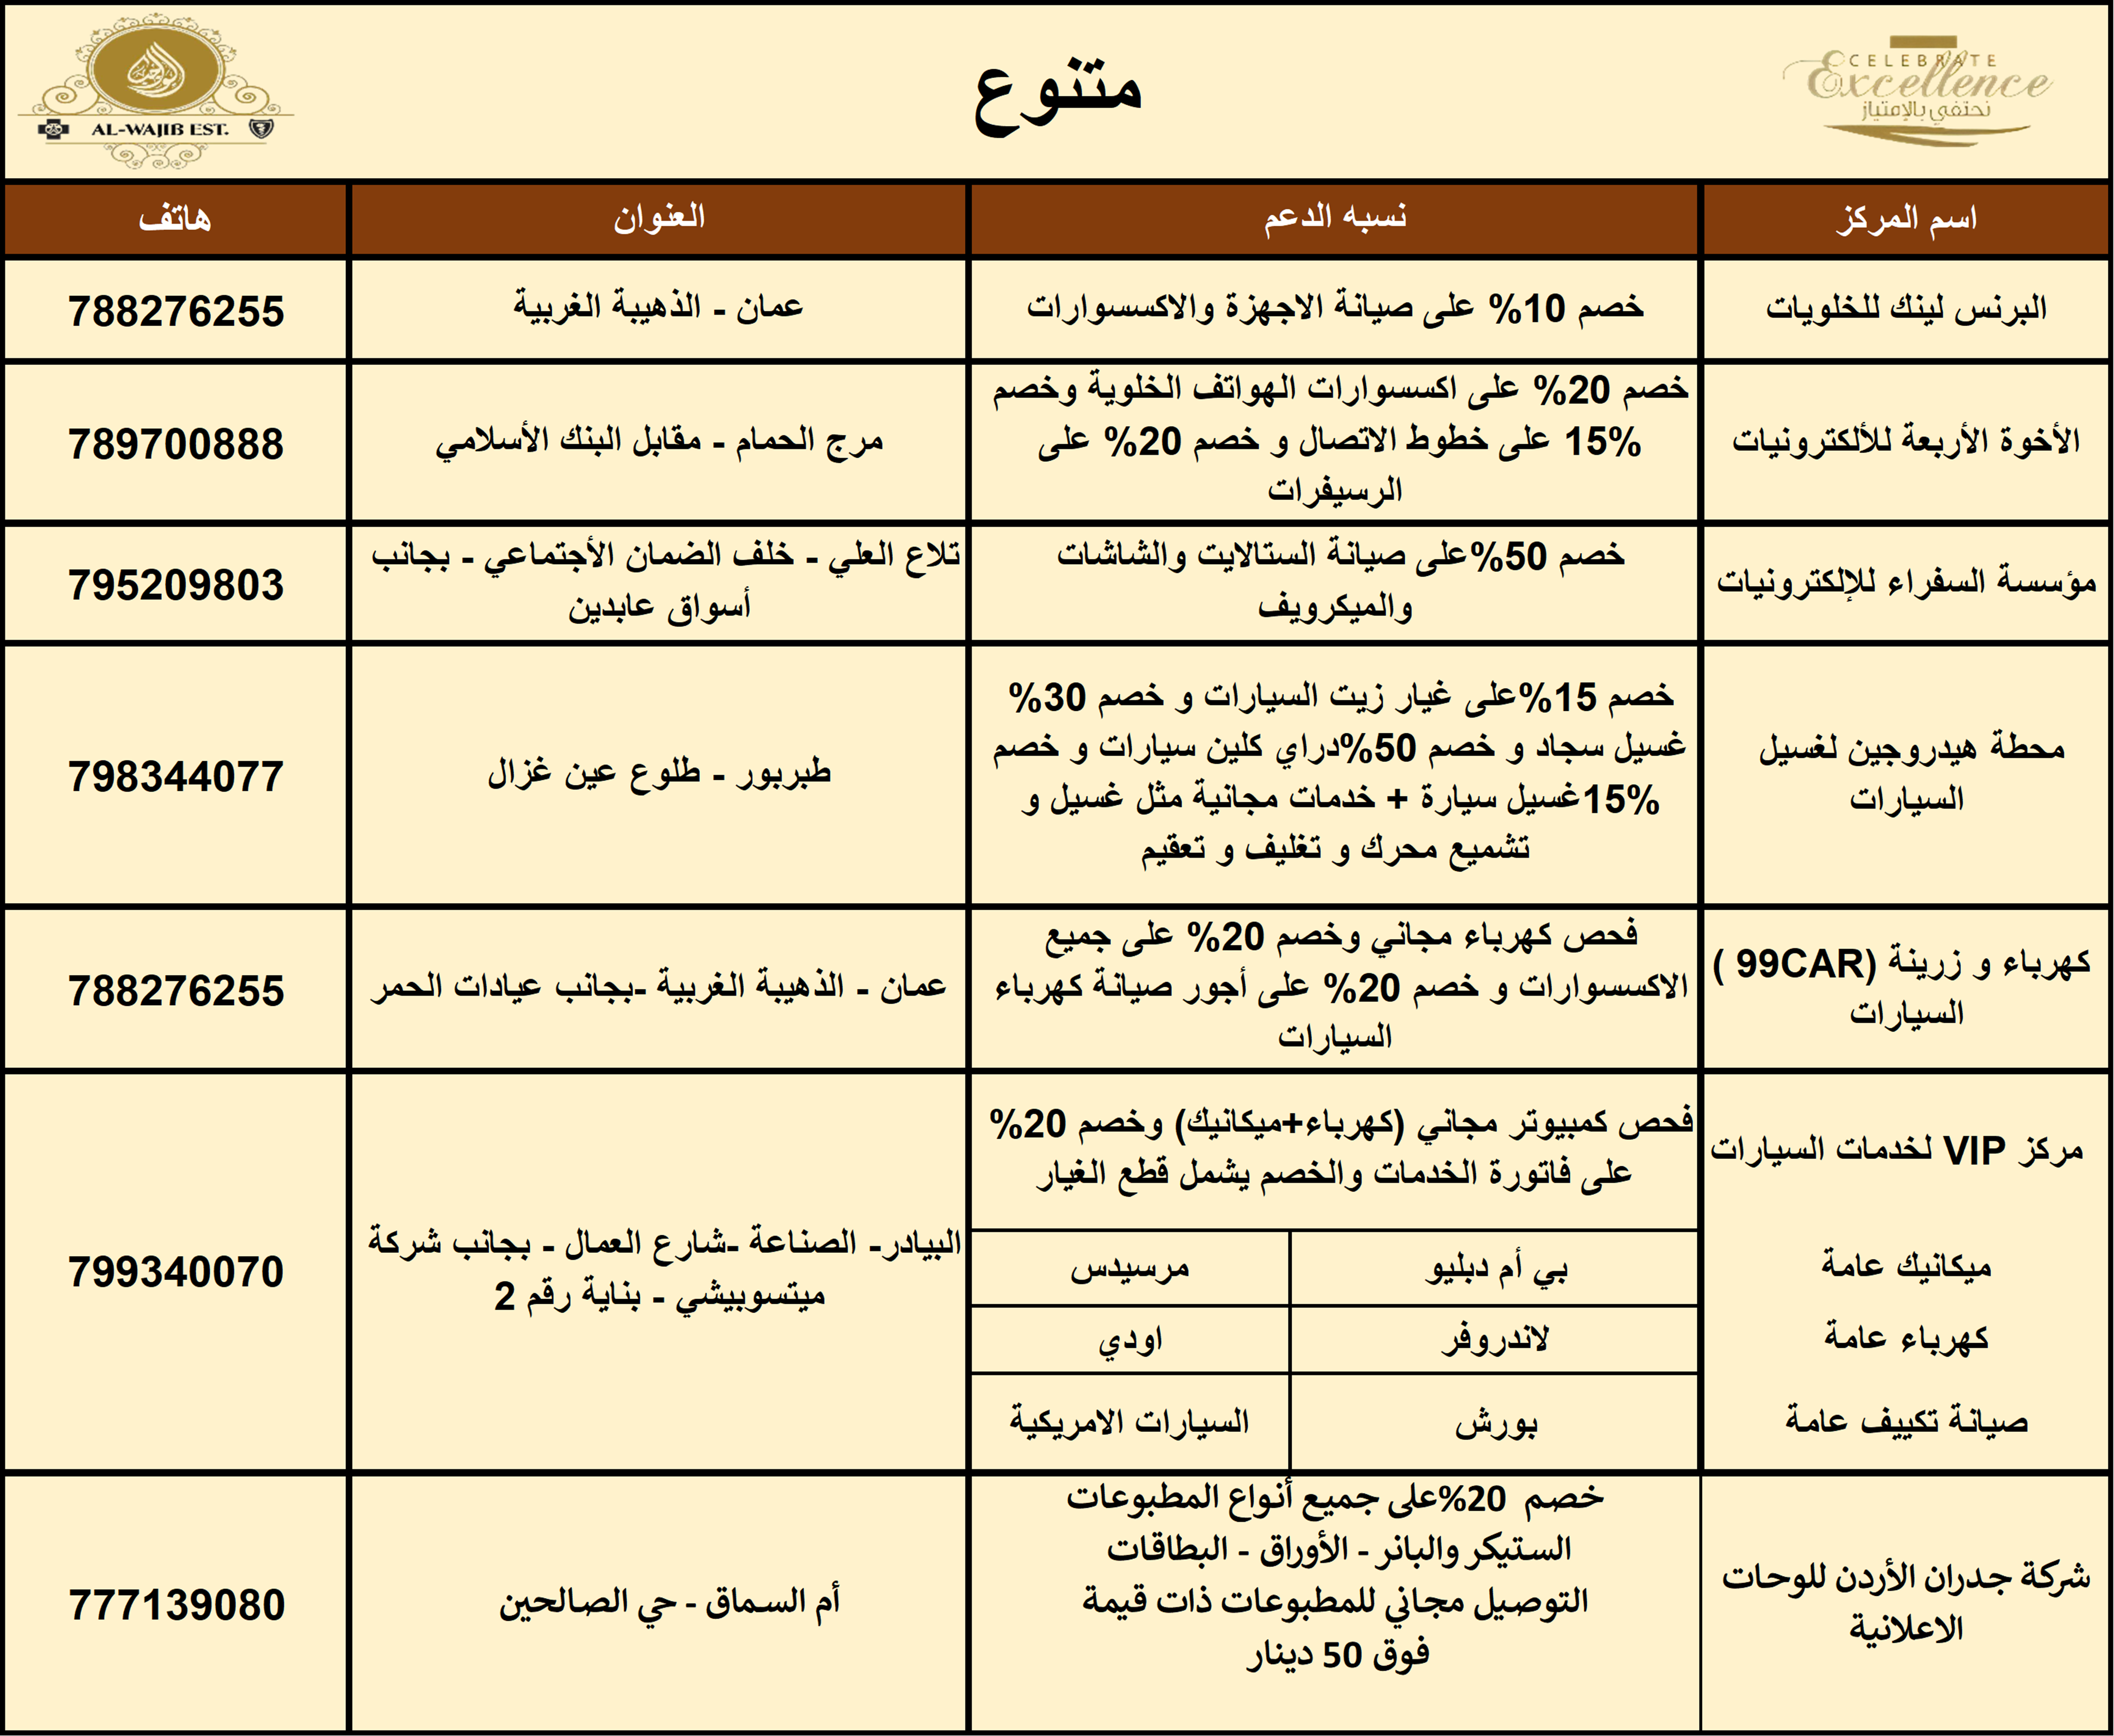 الواجب
AL-WAJIB EST.
متنوع
CELEBRATE
Excellence
نحتفي بالإمتياز
اسم المركز
نسبه الدعم
العنوان
هاتف
البرنس لينك للخلويات
خصم 10% على صيانة الاجهزة والاكسسوارات
عمان - الذهيبة الغربية
788276255
الأخوة الأربعة للألكترونيات
خصم 20% على اكسسوارات الهواتف الخلوية وخصم
15% على خطوط الاتصال و خصم 20% على
الرسيفرات
مرج الحمام - مقابل البنك الأسلامي
789700888
مؤسسة السفراء للإلكترونيات
خصم 50%على صيانة الستالايت والشاشات
والميكرويف
تلاع العلي - خلف الضمان الأجتماعي - بجانب
أسواق عابدين
795209803
محطة هيدروجين لغسيل
السيارات
خصم 15%على غيار زيت السيارات و خصم 30%
غسيل سجاد و خصم 50%دراي كلين سيارات و خصم
15%غسيل سيارة + خدمات مجانية مثل غسيل و
تشميع محرك و تغليف و تعقيم
طبربور - طلوع عين غزال
798344077
كهرباء و زرينة (99CAR )
السيارات
فحص كهرباء مجاني وخصم 20% على جميع
الاكسسوارات و خصم 20% على أجور صيانة كهرباء
السيارات
عمان - الذهيبة الغربية -بجانب عيادات الحمر
788276255
مركز VIP لخدمات السيارات
ميكانيك عامة
كهرباء عامة
صيانة تكييف عامة
فحص كمبيوتر مجاني (كهرباء+ميكانيك) وخصم 20%
على فاتورة الخدمات والخصم يشمل قطع الغيار
بي أم دبليو
مرسيدس
لاندروفر
اودي
بورش
السيارات الامريكية
البيادر- الصناعة -شارع العمال - بجانب شركة
ميتسوبيشي - بناية رقم 2
799340070
شركة جدران الأردن للوحات
الاعلانية
خصم 20%على جميع أنواع المطبوعات
الستيكر والبانر - الأوراق - البطاقات
التوصيل مجاني للمطبوعات ذات قيمة
فوق 50 دينار
أم السماق - حي الصالحين
777139080